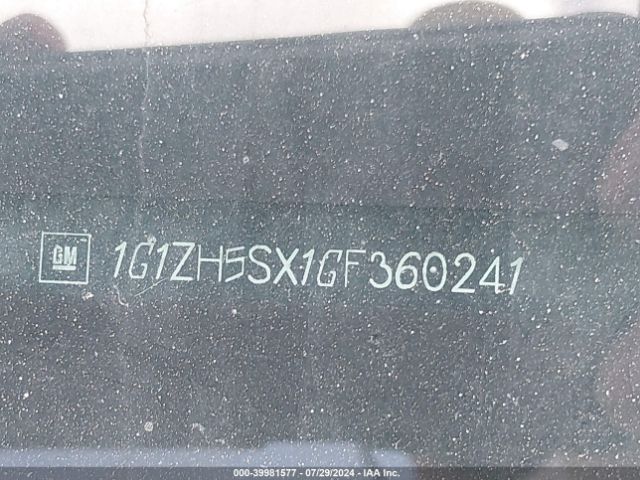 GM 1G1ZH5SX1GF360241
000-39981577 - 07/29/2024 - IAA Inc.